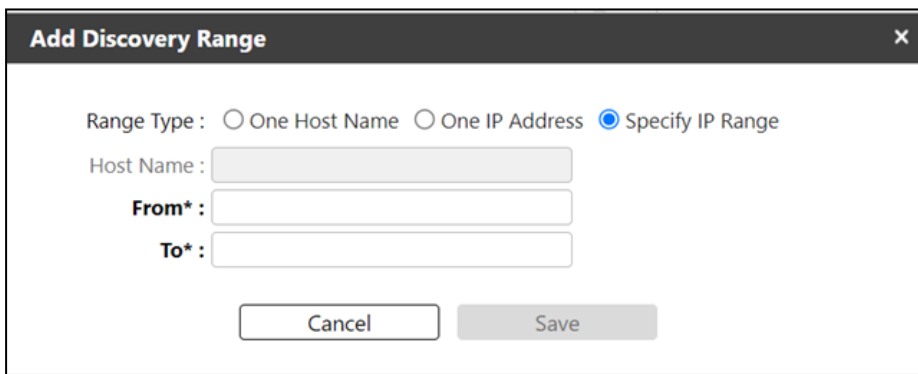 Add Discovery Range ×
Range Type : One Host Name One IP Address Specify IP Range
Host Name :
From* :
To* :
Cancel Save